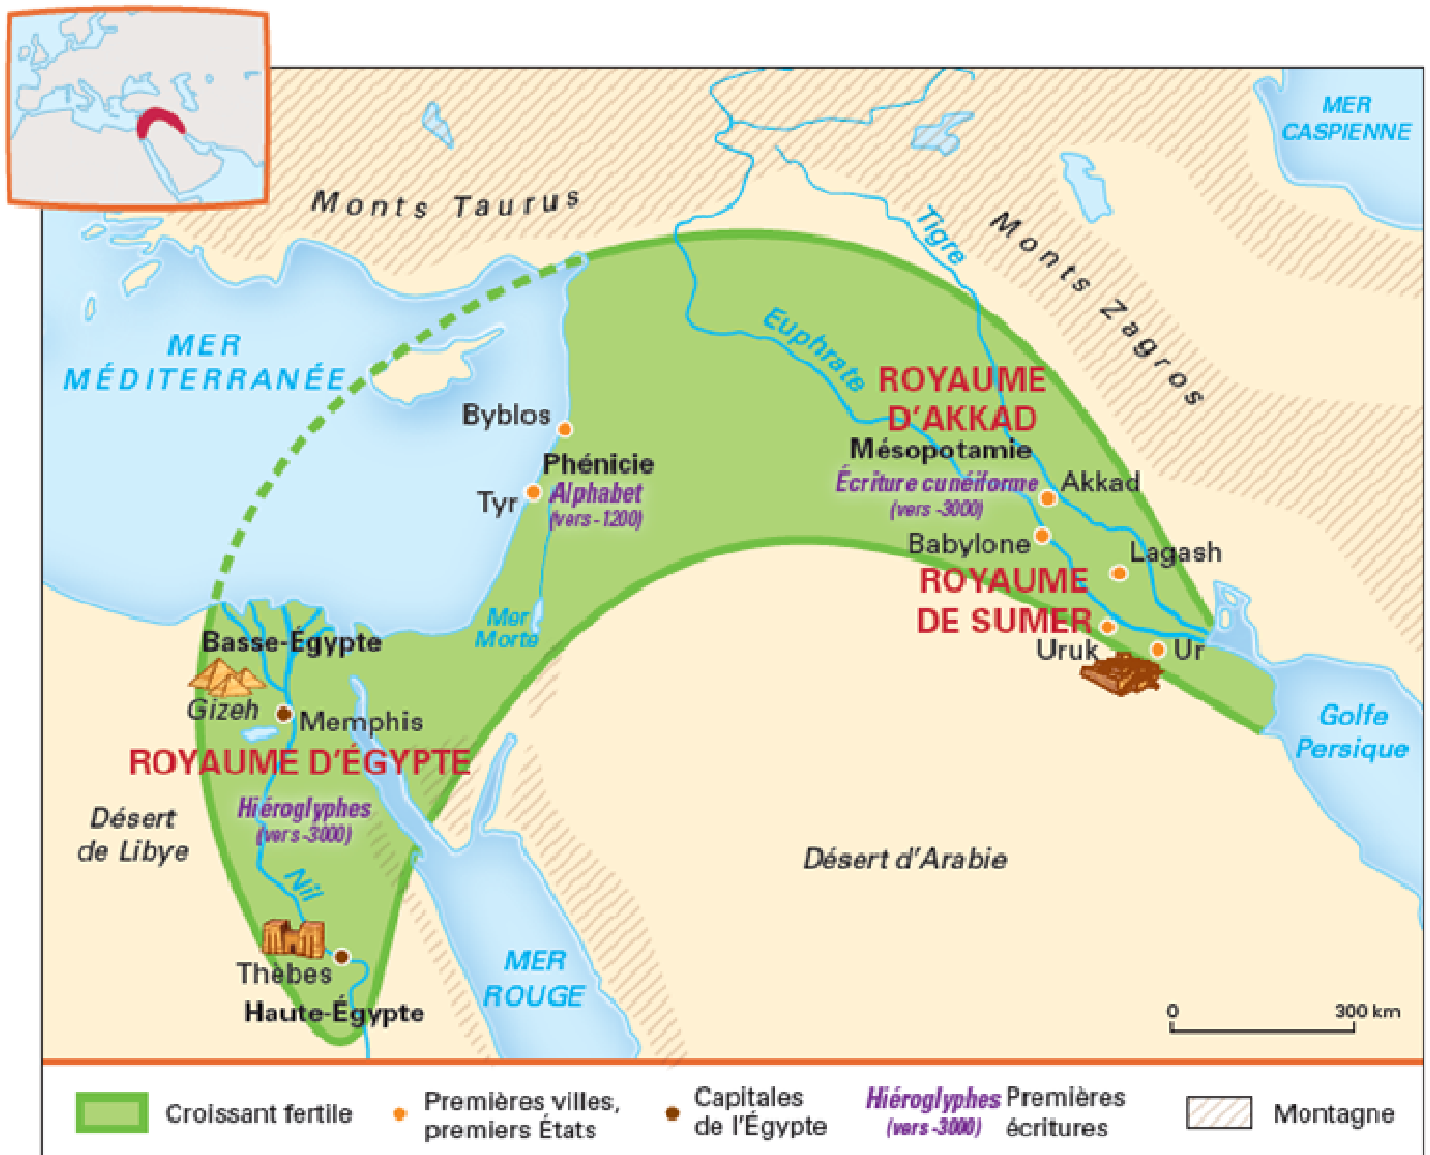 MER
CASPIENNE
Monts Taurus
Tigre
Monts Zagros
MER
MÉDITERRANÉE
Euphrate
ROYAUME
D'AKKAD
Byblos
Mésopotamie
Phénicie
Écriture cunéiforme
(vers -3000)
Akkad
Tyr
Alphabet
(vers -1200)
Babylone
Lagash
ROYAUME
DE SUMER
Mer
Morte
Uruk
Ur
Basse-Égypte
Gizeh
Memphis
Golfe
Persique
ROYAUME D'ÉGYPTE
Hiéroglyphes
(vers -3000)
Désert
de Libye
Désert d'Arabie
Nil
Thèbes
Haute-Égypte
MER
ROUGE
0 300 km
Croissant fertile
Premières villes,
premiers États
Capitales
de l'Égypte
Hiéroglyphes
(vers -3000)
Premières
écritures
Montagne